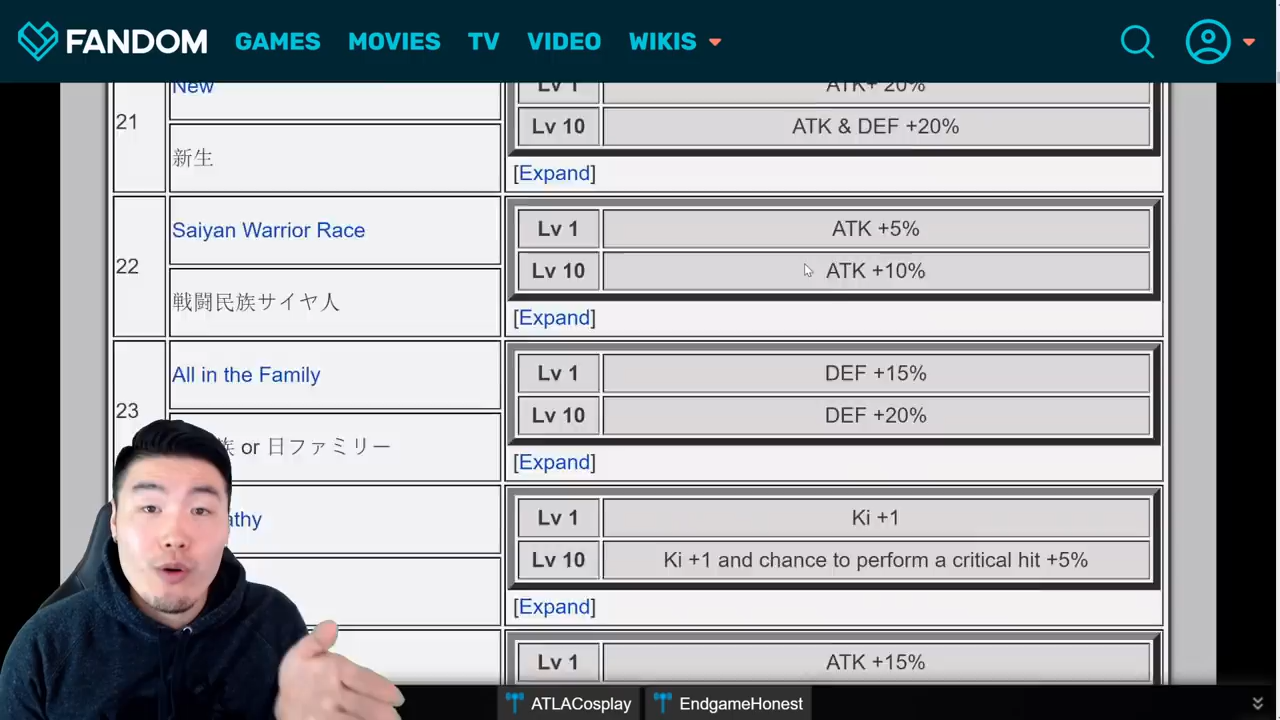 FANDOM GAMES MOVIES TV VIDEO WIKIS
21
New
新生
Lv 1 ATK+ 20%
Lv 10 ATK & DEF +20%
[Expand]
22
Saiyan Warrior Race
戦闘民族サイヤ人
Lv 1 ATK +5%
Lv 10 ATK +10%
[Expand]
23
All in the Family
族 or 日ファミリー
Lv 1 DEF +15%
Lv 10 DEF +20%
[Expand]
athy
Lv 1 Ki +1
Lv 10 Ki +1 and chance to perform a critical hit +5%
[Expand]
Lv 1 ATK +15%
ATLACosplay EndgameHonest